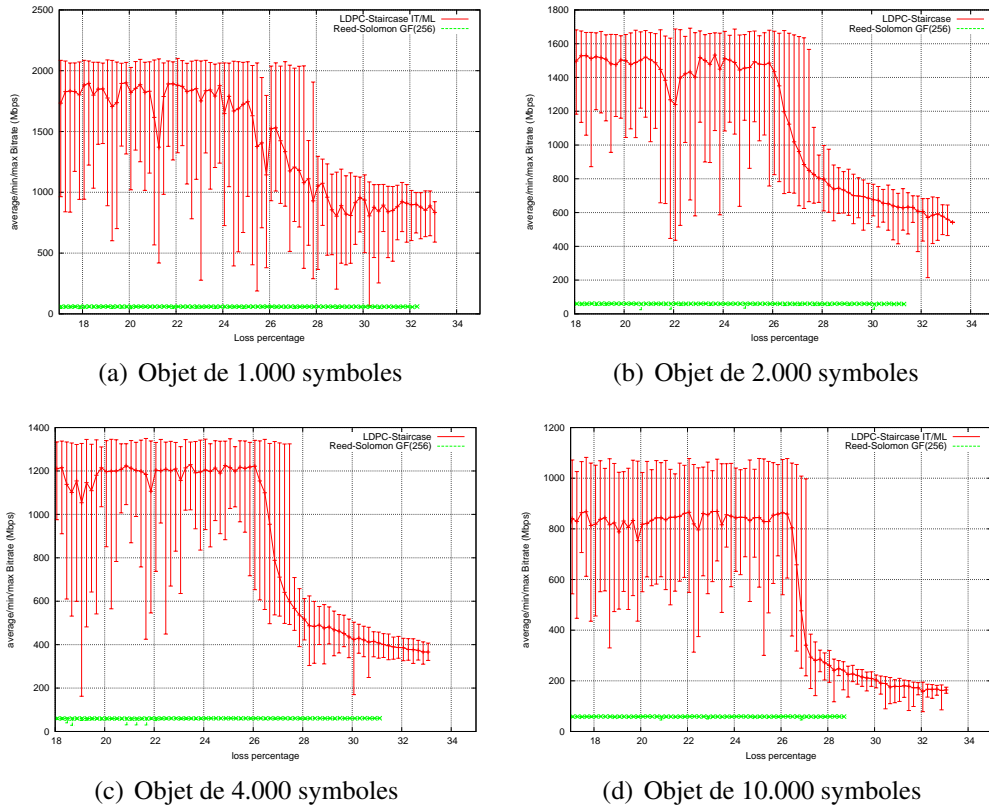 2500
2000
1500
1000
500
0
18 20 22 24 26 28 30 32 34
average/min/max Bitrate (Mbps)
Loss percentage
LDPC-Staircase IT/ML
Reed-Solomon GF(256)
(a) Objet de 1.000 symboles
1800
1600
1400
1200
1000
800
600
400
200
0
18 20 22 24 26 28 30 32 34
average/min/max Bitrate (Mbps)
loss percentage
LDPC-Staircase
Reed-Solomon GF(256)
(b) Objet de 2.000 symboles
1400
1200
1000
800
600
400
200
0
18 20 22 24 26 28 30 32 34
average/min/max Bitrate (Mbps)
loss percentage
LDPC-Staircase
Reed-Solomon GF(256)
(c) Objet de 4.000 symboles
1200
1000
800
600
400
200
0
18 20 22 24 26 28 30 32 34
average/min/max Bitrate (Mbps)
Loss percentage
LDPC-Staircase IT/ML
Reed-Solomon GF(256)
(d) Objet de 10.000 symboles